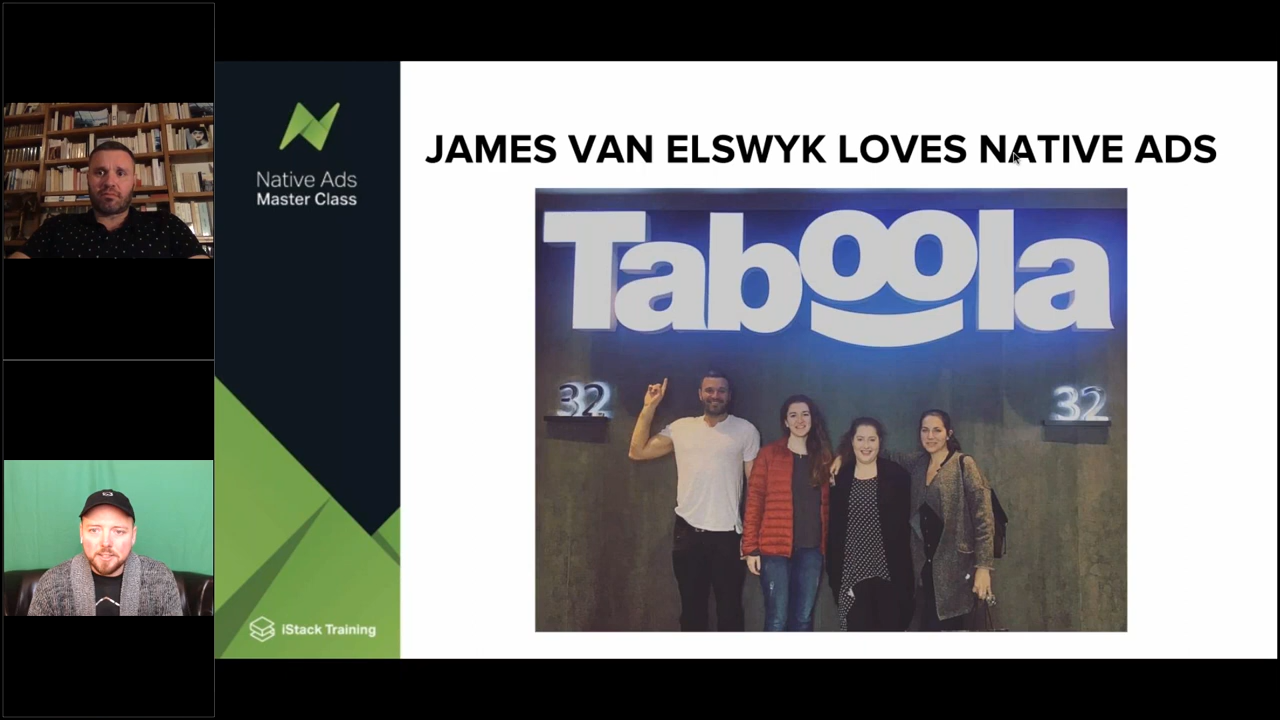 Native Ads
Master Class
iStack Training
JAMES VAN ELSWYK LOVES NATIVE ADS
Taboola
32
32